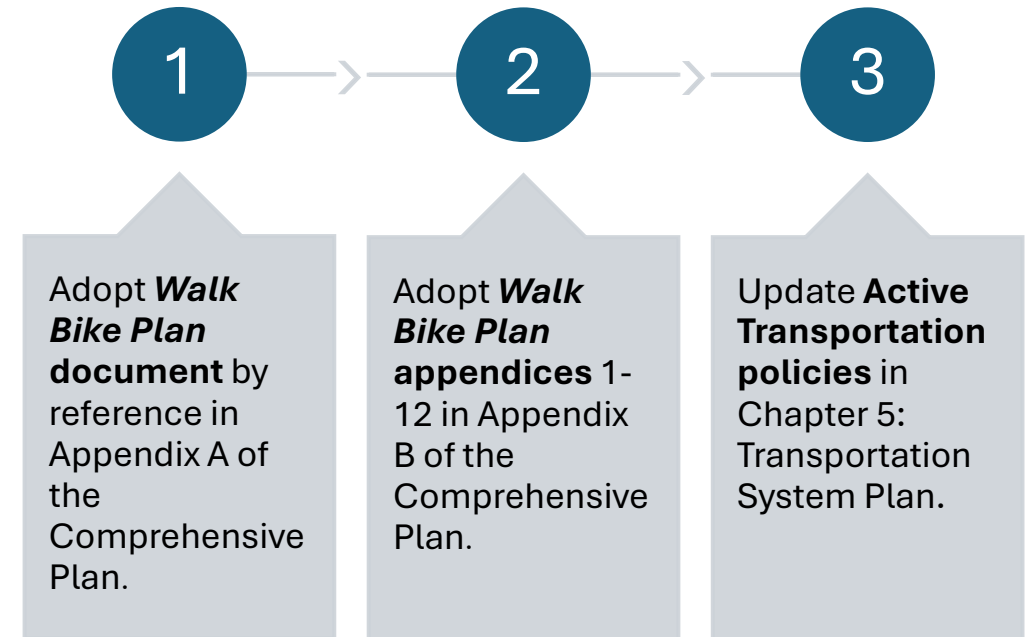 1
2
3
Adopt Walk
Bike Plan
document by
reference in
Appendix A of
the
Comprehensive
Plan.
Adopt Walk
Bike Plan
appendices 1-
12 in Appendix
B of the
Comprehensive
Plan.
Update Active
Transportation
policies in
Chapter 5:
Transportation
System Plan.